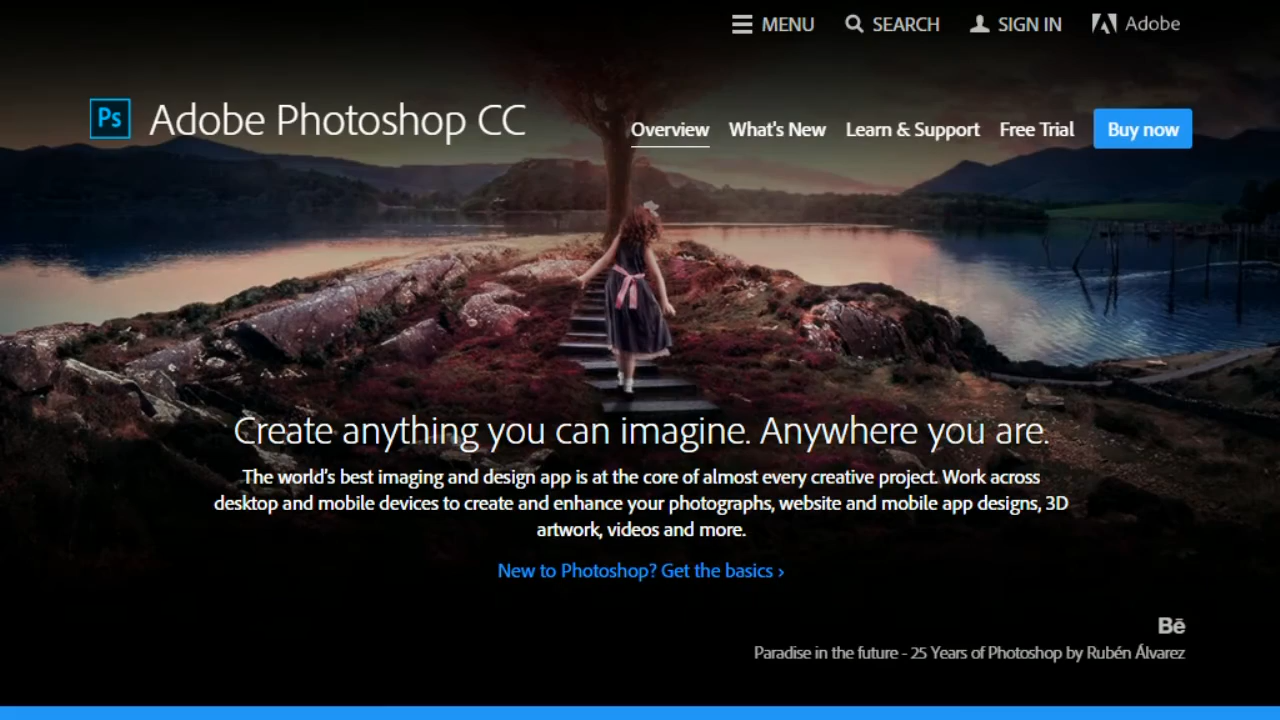 MENU SEARCH SIGN IN Adobe
Ps Adobe Photoshop CC
Overview What's New Learn & Support Free Trial Buy now
Create anything you can imagine. Anywhere you are.
The world's best imaging and design app is at the core of almost every creative project. Work across
desktop and mobile devices to create and enhance your photographs, website and mobile app designs, 3D
artwork, videos and more.
New to Photoshop? Get the basics ›
Bē
Paradise in the future - 25 Years of Photoshop by Rubén Álvarez